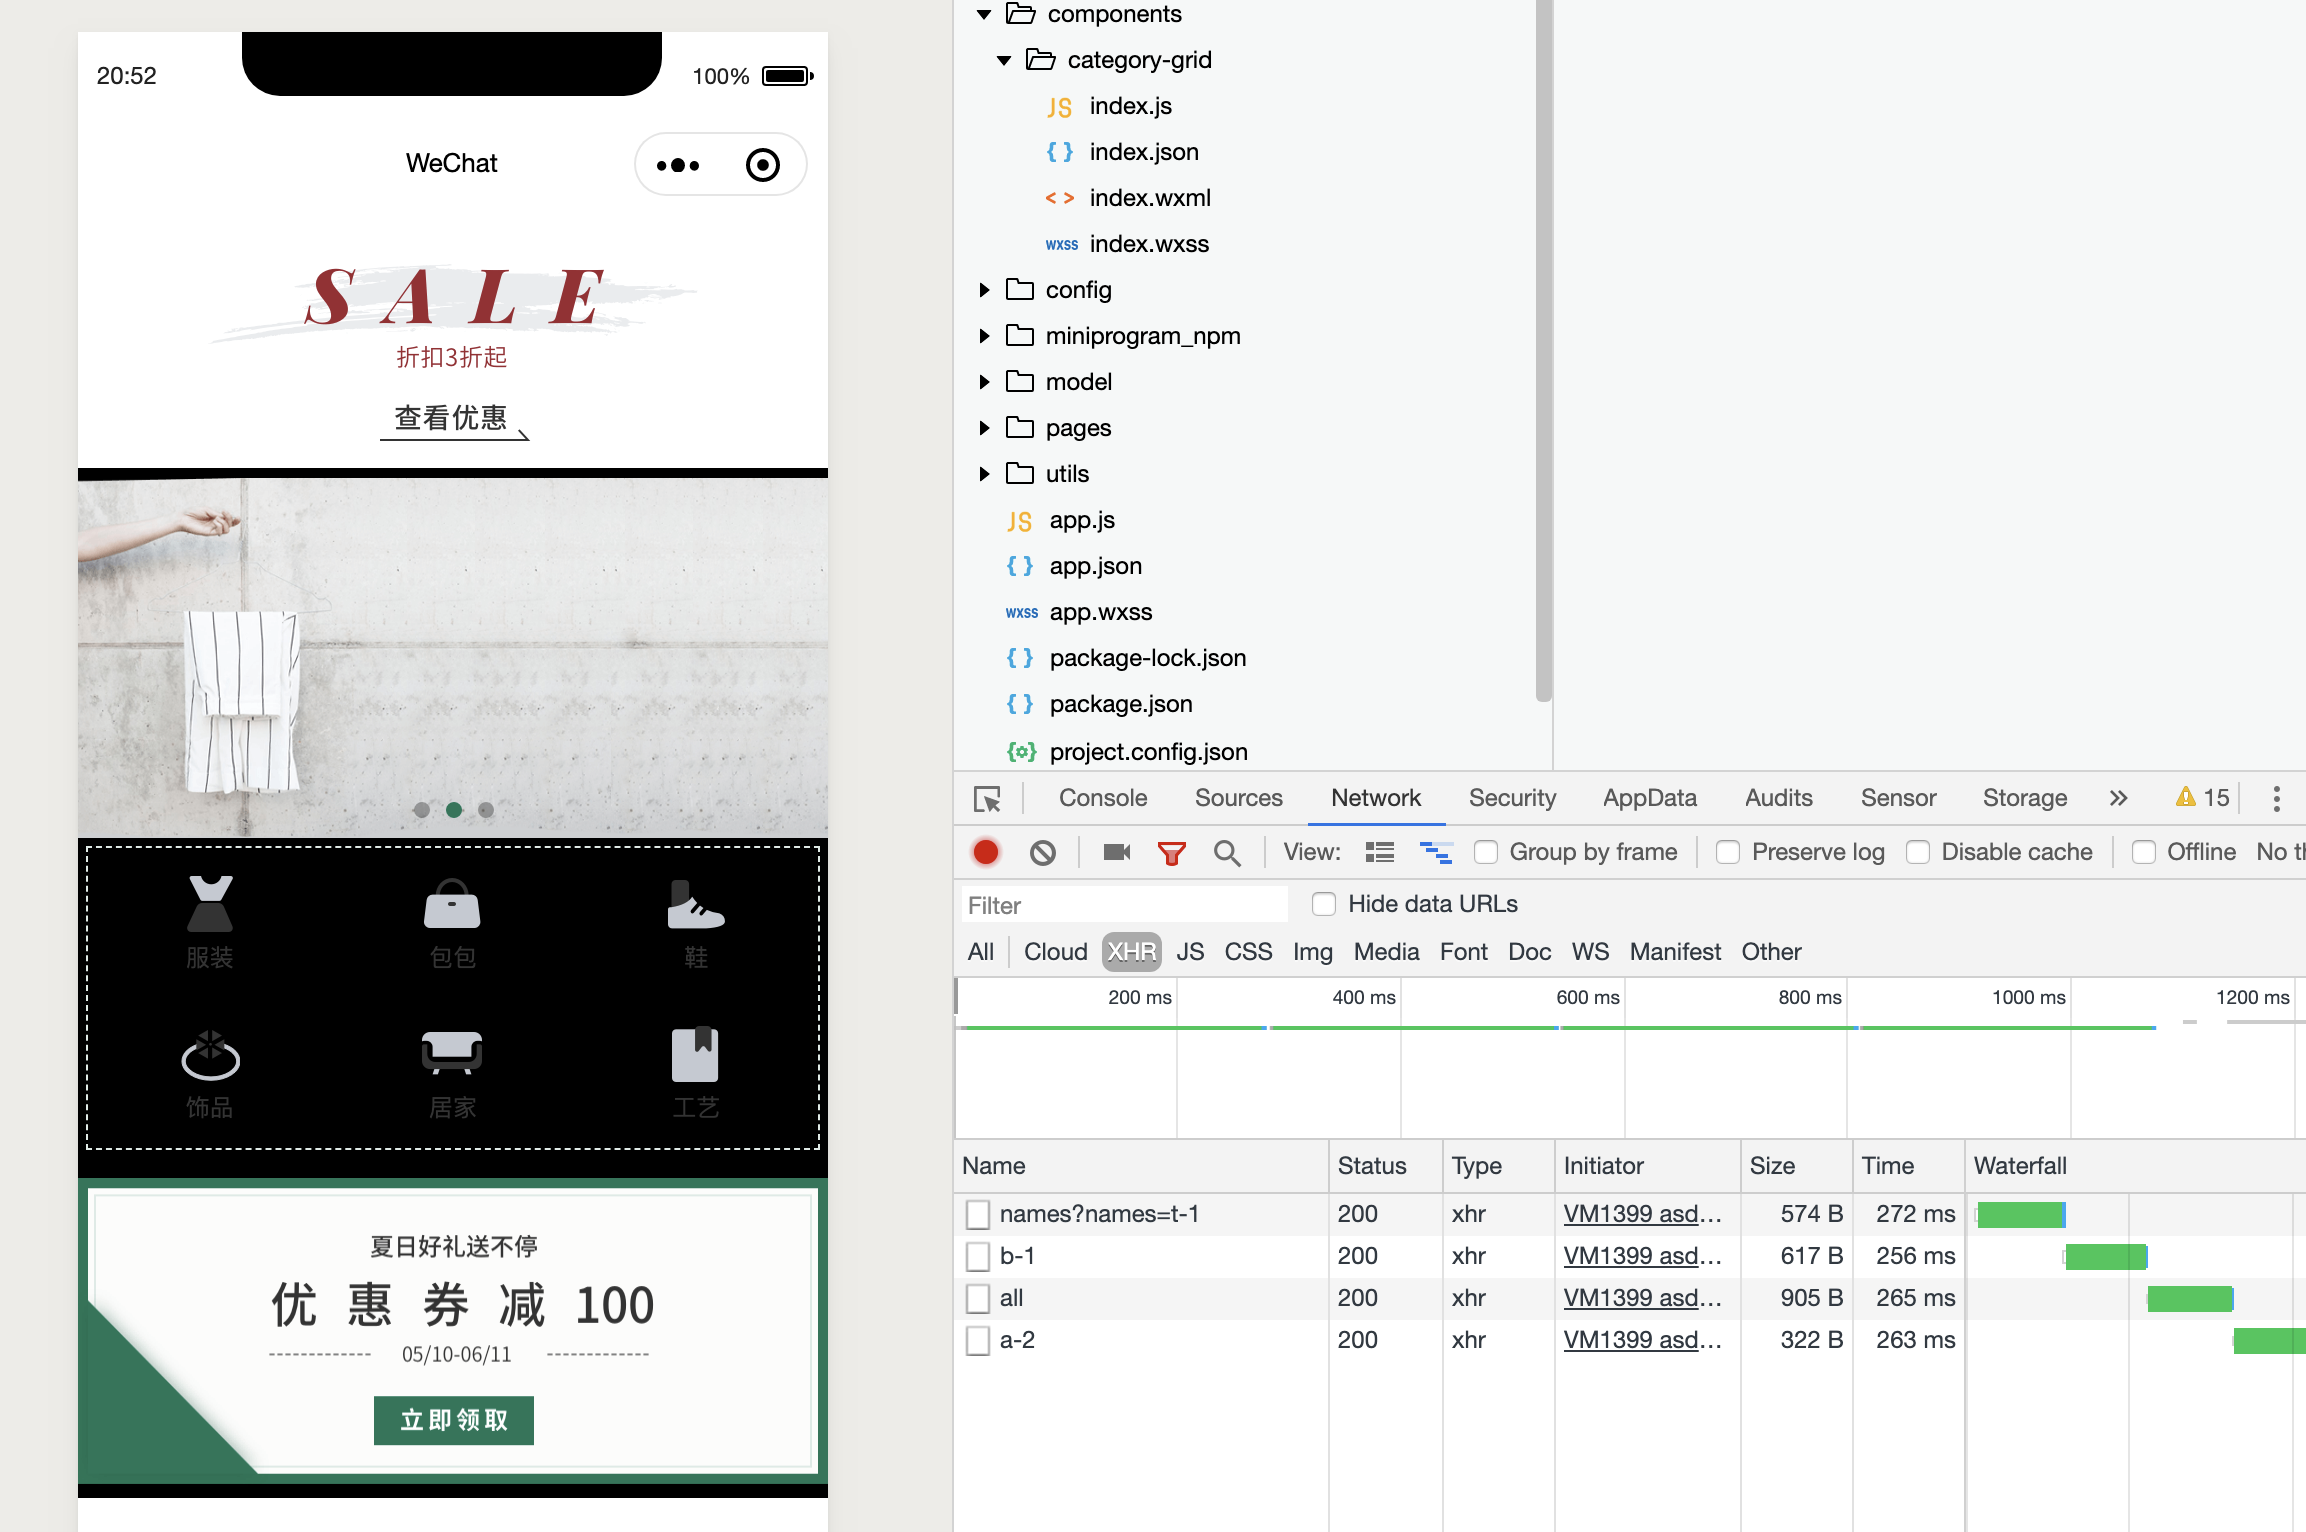 20:52
100%
WeChat
SALE
折扣3折起
查看优惠
服装
包包
鞋
饰品
居家
工艺
夏日好礼送不停
优惠券减100
05/10-06/11
立即领取
components
category-grid
JS index.js
{ } index.json
< > index.wxml
wxss index.wxss
config
miniprogram_npm
model
pages
utils
JS app.js
{ } app.json
wxss app.wxss
{ } package-lock.json
{ } package.json
project.config.json
Console Sources Network Security AppData Audits Sensor Storage » 15
View: Group by frame Preserve log Disable cache Offline No th
Filter Hide data URLs
All Cloud XHR JS CSS Img Media Font Doc WS Manifest Other
200 ms 400 ms 600 ms 800 ms 1000 ms 1200 ms
Name Status Type Initiator Size Time Waterfall
names?names=t-1 200 xhr VM1399 asd… 574 B 272 ms
b-1 200 xhr VM1399 asd… 617 B 256 ms
all 200 xhr VM1399 asd… 905 B 265 ms
a-2 200 xhr VM1399 asd… 322 B 263 ms